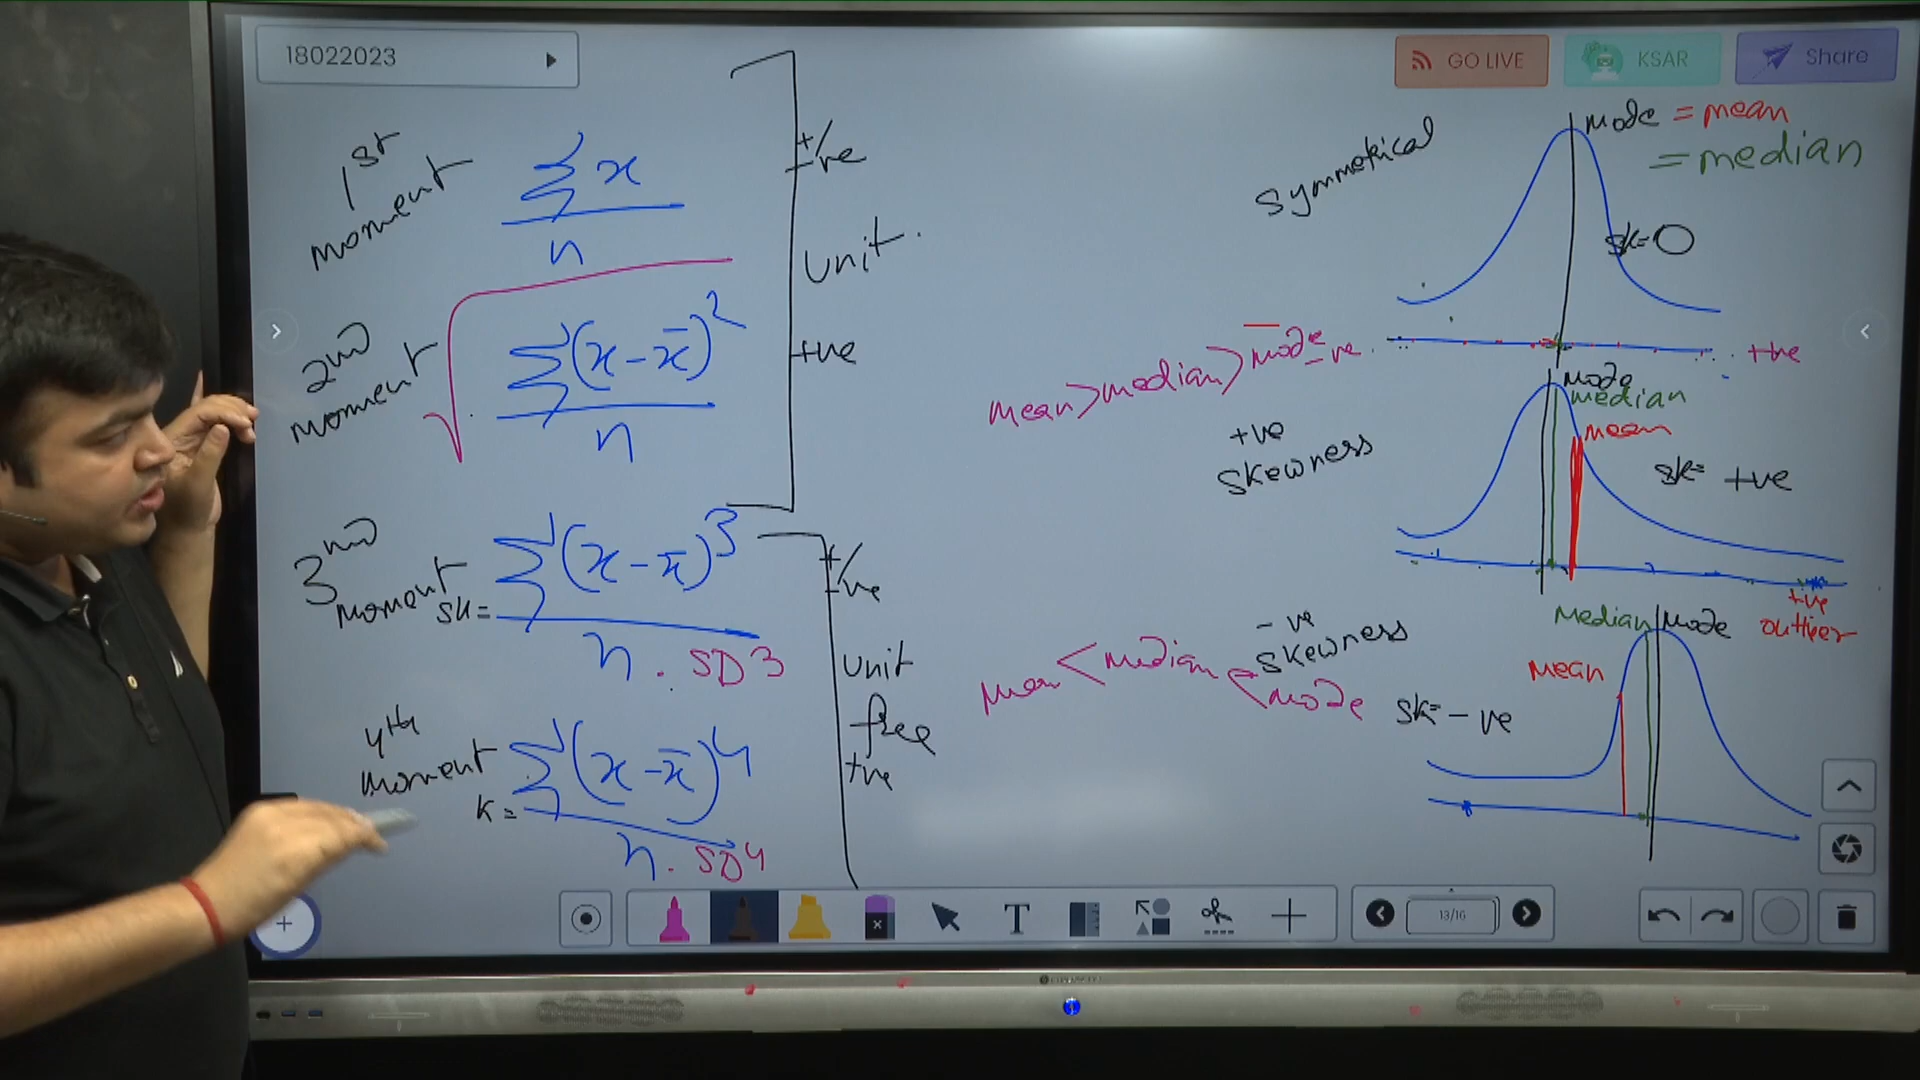 18022023
GO LIVE
KSAR
Share
1st
moment
∑x
n
+/-ve
unit.
2nd
moment
√ ∑(x-x̄)²
n
+ve
3nd
moment
SK =
∑(x-x̄)3
n . SD3
+/-ve
unit
free
4th
moment
K =
∑(x-x̄)4
n . SD4
+ve
symmetrical
mode = mean
= median
SK=0
-ve
+ve
mean>median>mode
+ve
skewness
mode
median
mean
SK= +ve
+ve
outlier
-ve
skewness
mean<median<mode
Median
Mode
Mean
SK= -ve
T
13/16